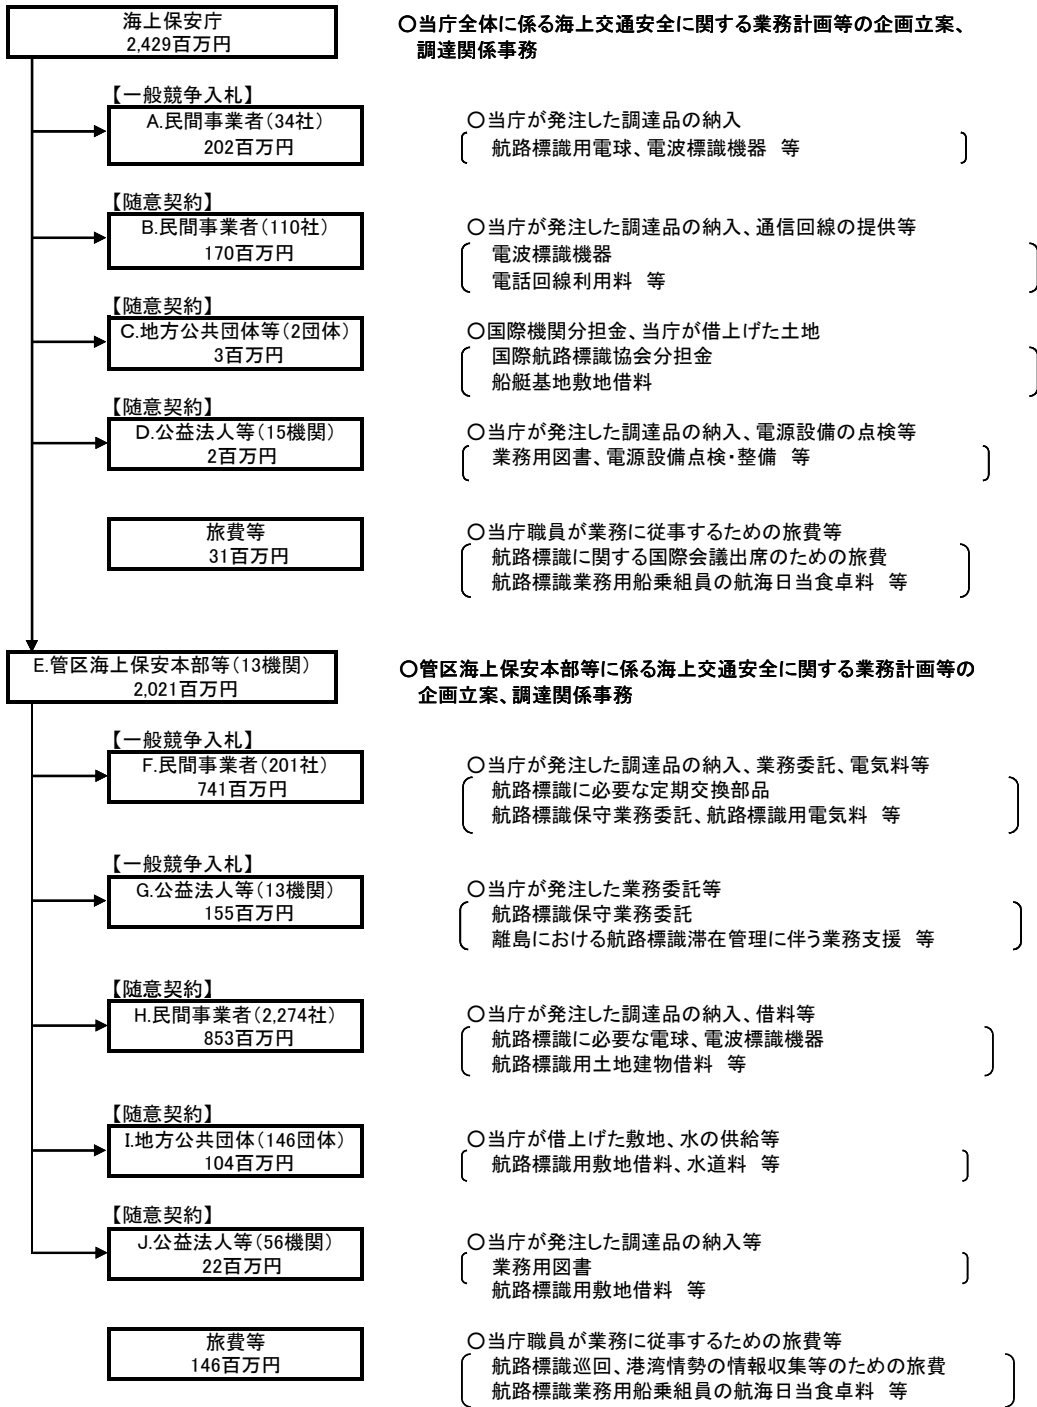 海上保安庁
2,429百万円
○当庁全体に係る海上交通安全に関する業務計画等の企画立案、
調達関係事務
【一般競争入札】
A.民間事業者(34社)
202百万円
○当庁が発注した調達品の納入
航路標識用電球、電波標識機器 等
【随意契約】
B.民間事業者(110社)
170百万円
○当庁が発注した調達品の納入、通信回線の提供等
電波標識機器
電話回線利用料 等
【随意契約】
C.地方公共団体等(2団体)
3百万円
○国際機関分担金、当庁が借上げた土地
国際航路標識協会分担金
船艇基地敷地借料
【随意契約】
D.公益法人等(15機関)
2百万円
○当庁が発注した調達品の納入、電源設備の点検等
業務用図書、電源設備点検・整備 等
旅費等
31百万円
○当庁職員が業務に従事するための旅費等
航路標識に関する国際会議出席のための旅費
航路標識業務用船乗組員の航海日当食卓料 等
E.管区海上保安本部等(13機関)
2,021百万円
○管区海上保安本部等に係る海上交通安全に関する業務計画等の
企画立案、調達関係事務
【一般競争入札】
F.民間事業者(201社)
741百万円
○当庁が発注した調達品の納入、業務委託、電気料等
航路標識に必要な定期交換部品
航路標識保守業務委託、航路標識用電気料 等
【一般競争入札】
G.公益法人等(13機関)
155百万円
○当庁が発注した業務委託等
航路標識保守業務委託
離島における航路標識滞在管理に伴う業務支援 等
【随意契約】
H.民間事業者(2,274社)
853百万円
○当庁が発注した調達品の納入、借料等
航路標識に必要な電球、電波標識機器
航路標識用土地建物借料 等
【随意契約】
I.地方公共団体(146団体)
104百万円
○当庁が借上げた敷地、水の供給等
航路標識用敷地借料、水道料 等
【随意契約】
J.公益法人等(56機関)
22百万円
○当庁が発注した調達品の納入等
業務用図書
航路標識用敷地借料 等
旅費等
146百万円
○当庁職員が業務に従事するための旅費等
航路標識巡回、港湾情勢の情報収集等のための旅費
航路標識業務用船乗組員の航海日当食卓料 等